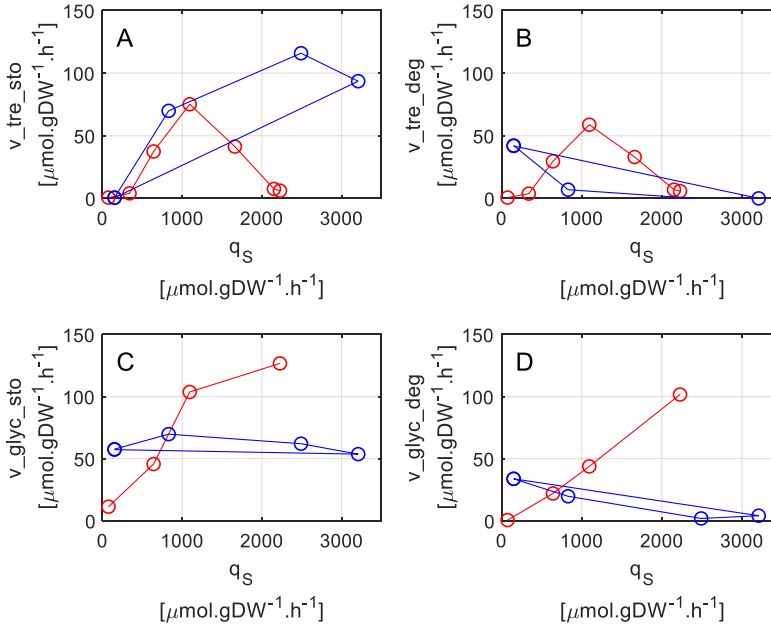 A
150
100
50
0
v_tre_sto
[μmol.gDW⁻¹.h⁻¹]
0 1000 2000 3000
q_S
[μmol.gDW⁻¹.h⁻¹]
B
150
100
50
0
v_tre_deg
[μmol.gDW⁻¹.h⁻¹]
0 1000 2000 3000
q_S
[μmol.gDW⁻¹.h⁻¹]
C
150
100
50
0
v_glyc_sto
[μmol.gDW⁻¹.h⁻¹]
0 1000 2000 3000
q_S
[μmol.gDW⁻¹.h⁻¹]
D
150
100
50
0
v_glyc_deg
[μmol.gDW⁻¹.h⁻¹]
0 1000 2000 3000
q_S
[μmol.gDW⁻¹.h⁻¹]